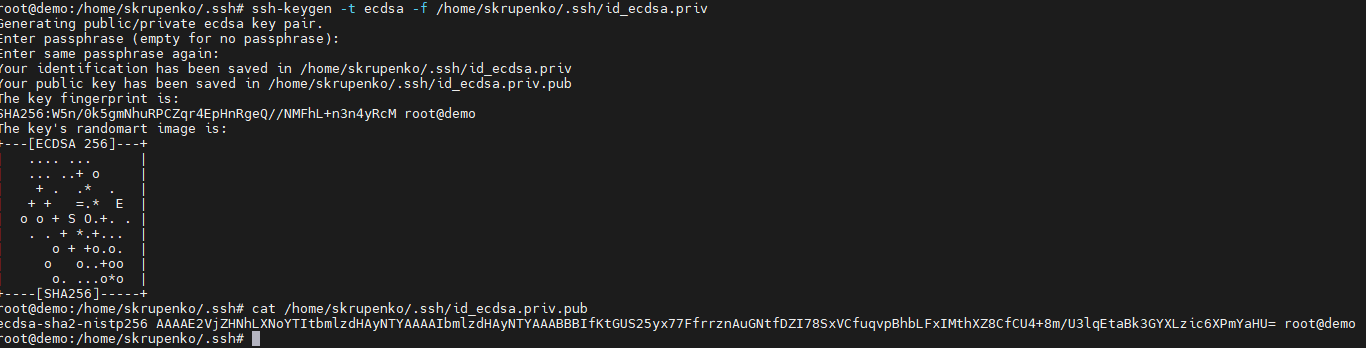 root@demo:/home/skrupenko/.ssh# ssh-keygen -t ecdsa -f /home/skrupenko/.ssh/id_ecdsa.priv
Generating public/private ecdsa key pair.
Enter passphrase (empty for no passphrase):
Enter same passphrase again:
Your identification has been saved in /home/skrupenko/.ssh/id_ecdsa.priv
Your public key has been saved in /home/skrupenko/.ssh/id_ecdsa.priv.pub
The key fingerprint is:
SHA256:W5n/0k5gmNhuRPCZqr4EpHnRgeQ//NMFhL+n3n4yRcM root@demo
The key's randomart image is:
+---[ECDSA 256]---+
|   .... ...      |
|   ... ..+ o     |
|    + .  .*  .   |
|   + +   =.*  E  |
|  o o + S O.+. . |
|   . . + *.+...  |
|      o + +o.o.  |
|     o   o..+oo  |
|      o. ...o*o  |
+----[SHA256]-----+
root@demo:/home/skrupenko/.ssh# cat /home/skrupenko/.ssh/id_ecdsa.priv.pub
ecdsa-sha2-nistp256 AAAAE2VjZHNhLXNoYTItbmlzdHAyNTYAAAAIbmlzdHAyNTYAAABBBIfKtGUS25yx77FfrrznAuGNtfDZI78SxVCfuqvpBhbLFxIMthXZ8CfCU4+8m/U3lqEtaBk3GYXLzic6XPmYaHU= root@demo
root@demo:/home/skrupenko/.ssh#